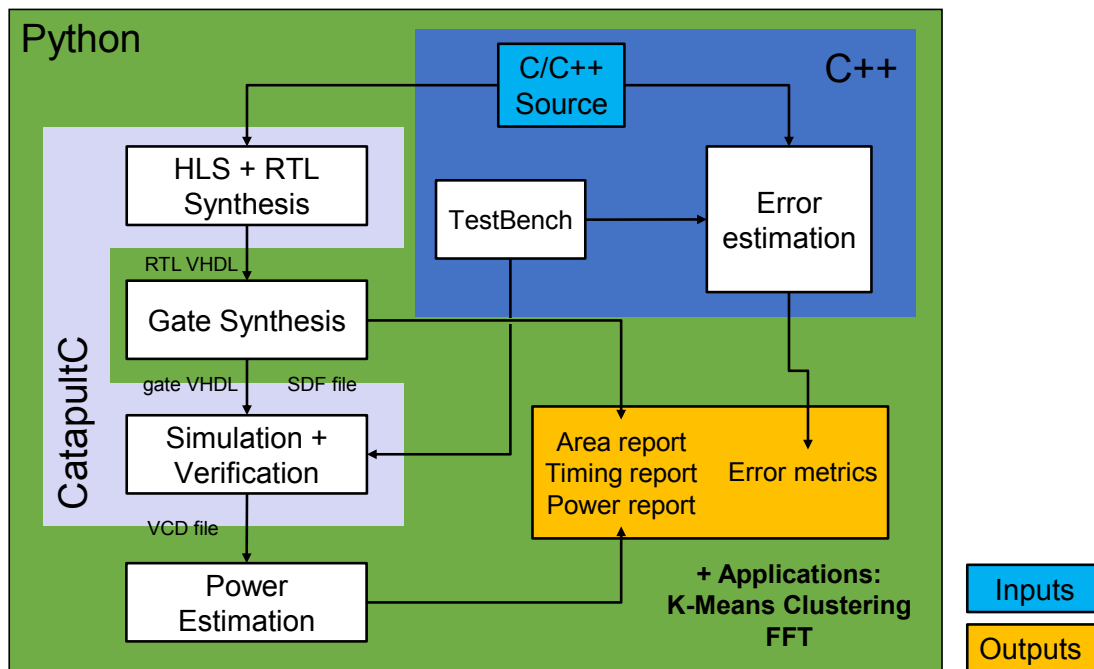 Python
C++
C/C++
Source
HLS + RTL
Synthesis
TestBench
Error
estimation
RTL VHDL
Gate Synthesis
CatapultC
gate VHDL
SDF file
Simulation +
Verification
Area report
Timing report
Power report
Error metrics
VCD file
Power
Estimation
+ Applications:
K-Means Clustering
FFT
Inputs
Outputs